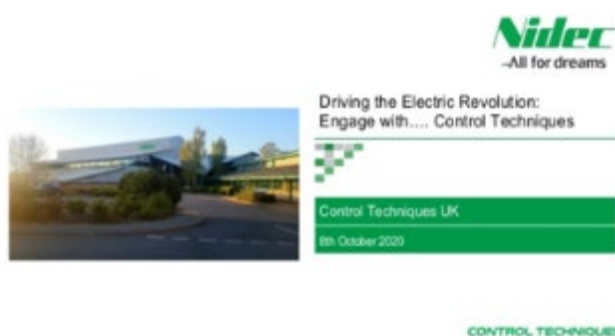 Nidec
-All for dreams
Driving the Electric Revolution:
Engage with.... Control Techniques
Control Techniques UK
8th October 2020
CONTROL TECHNIQUES